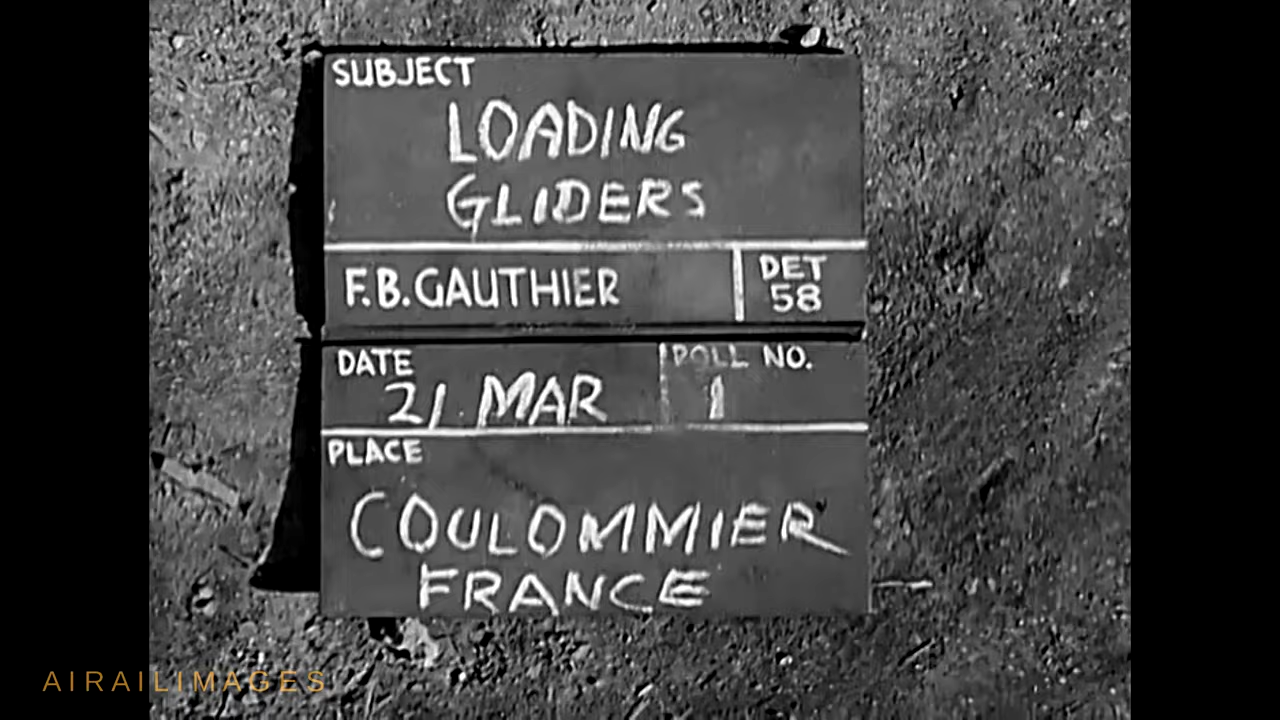 SUBJECT
LOADING
GLIDERS
F.B.GAUTHIER
DET
58
DATE
21 MAR
ROLL NO.
1
PLACE
COULOMMIER
FRANCE
AIRAILIMAGES